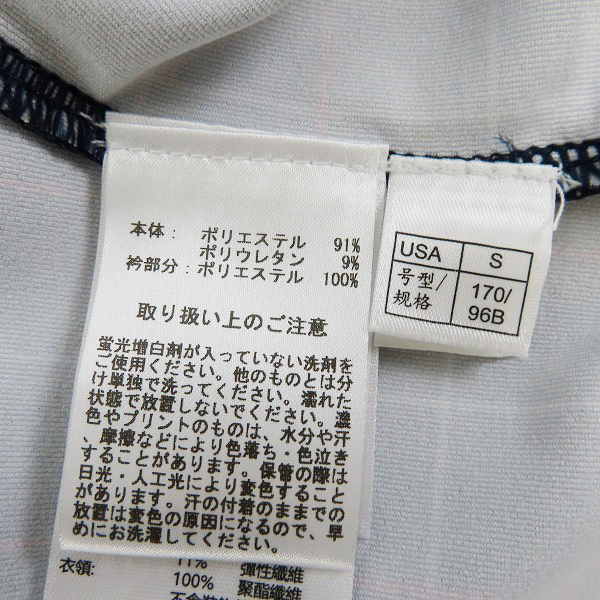 本体： ポリエステル 91%
ポリウレタン 9%
衿部分：ポリエステル 100%
取り扱い上のご注意
蛍光増白剤が入っていない洗剤を
ご使用ください。他のものとは分
け単独で洗ってください。濡れた
状態で放置しないでください。濃
色やプリントのものは、水分や汗
、摩擦などにより色落ち・色泣き
することがあります。保管の際は
日光・人工光により変色すること
があります。汗の付着のままでの
放置は変色の原因になるので、早
めにお洗濯してください。
11% 彈性纖維
衣領： 100% 聚酯纖維
USA S
号型/规格 170/96B